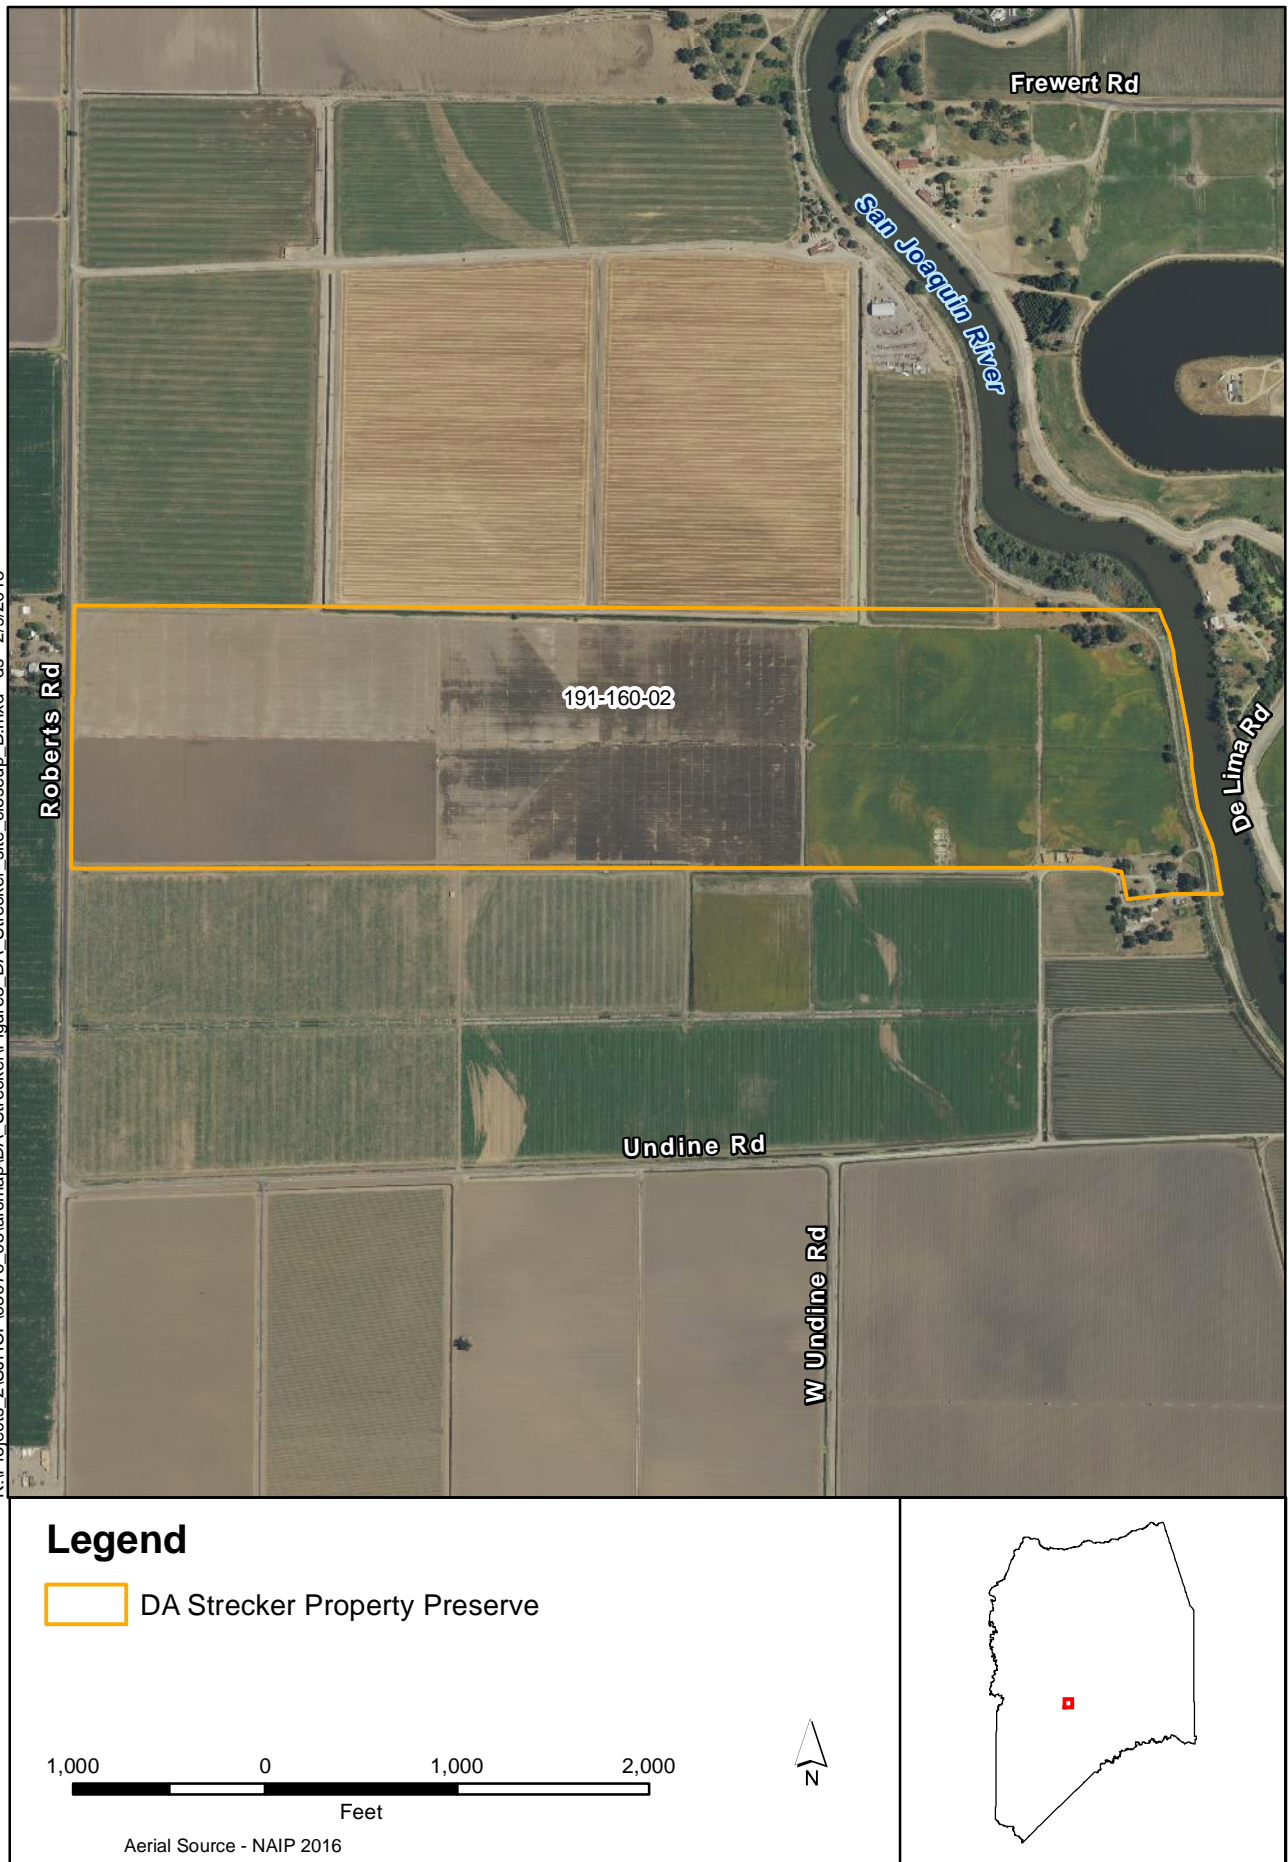 Frewert Rd
San Joaquin River
191-160-02
Roberts Rd
De Lima Rd
Undine Rd
W Undine Rd
Legend
DA Strecker Property Preserve
1,000 0 1,000 2,000
Feet
N
Aerial Source - NAIP 2016